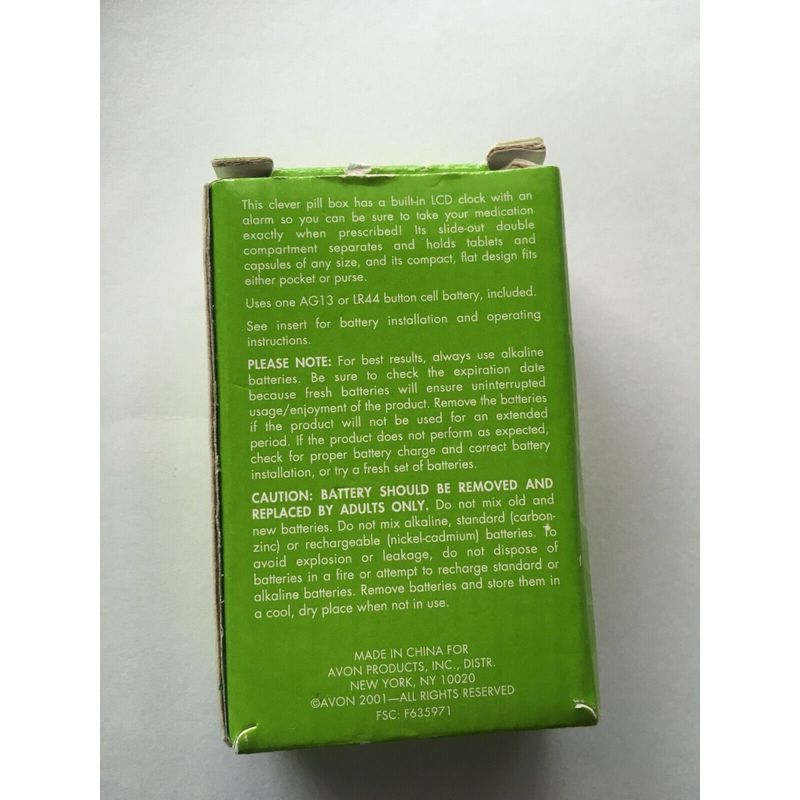 This clever pill box has a built-in LCD clock with an
alarm so you can be sure to take your medication
exactly when prescribed! Its slide-out double
compartment separates and holds tablets and
capsules of any size, and its compact, flat design fits
either pocket or purse.
Uses one AG13 or LR44 button cell battery, included.
See insert for battery installation and operating
instructions.
PLEASE NOTE: For best results, always use alkaline
batteries. Be sure to check the expiration date
because fresh batteries will ensure uninterrupted
usage/enjoyment of the product. Remove the batteries
if the product will not be used for an extended
period. If the product does not perform as expected,
check for proper battery charge and correct battery
installation, or try a fresh set of batteries.
CAUTION: BATTERY SHOULD BE REMOVED AND
REPLACED BY ADULTS ONLY. Do not mix old and
new batteries. Do not mix alkaline, standard (carbon-
zinc) or rechargeable (nickel-cadmium) batteries. To
avoid explosion or leakage, do not dispose of
batteries in a fire or attempt to recharge standard or
alkaline batteries. Remove batteries and store them in
a cool, dry place when not in use.
MADE IN CHINA FOR
AVON PRODUCTS, INC., DISTR.
NEW YORK, NY 10020
©AVON 2001—ALL RIGHTS RESERVED
FSC: F635971